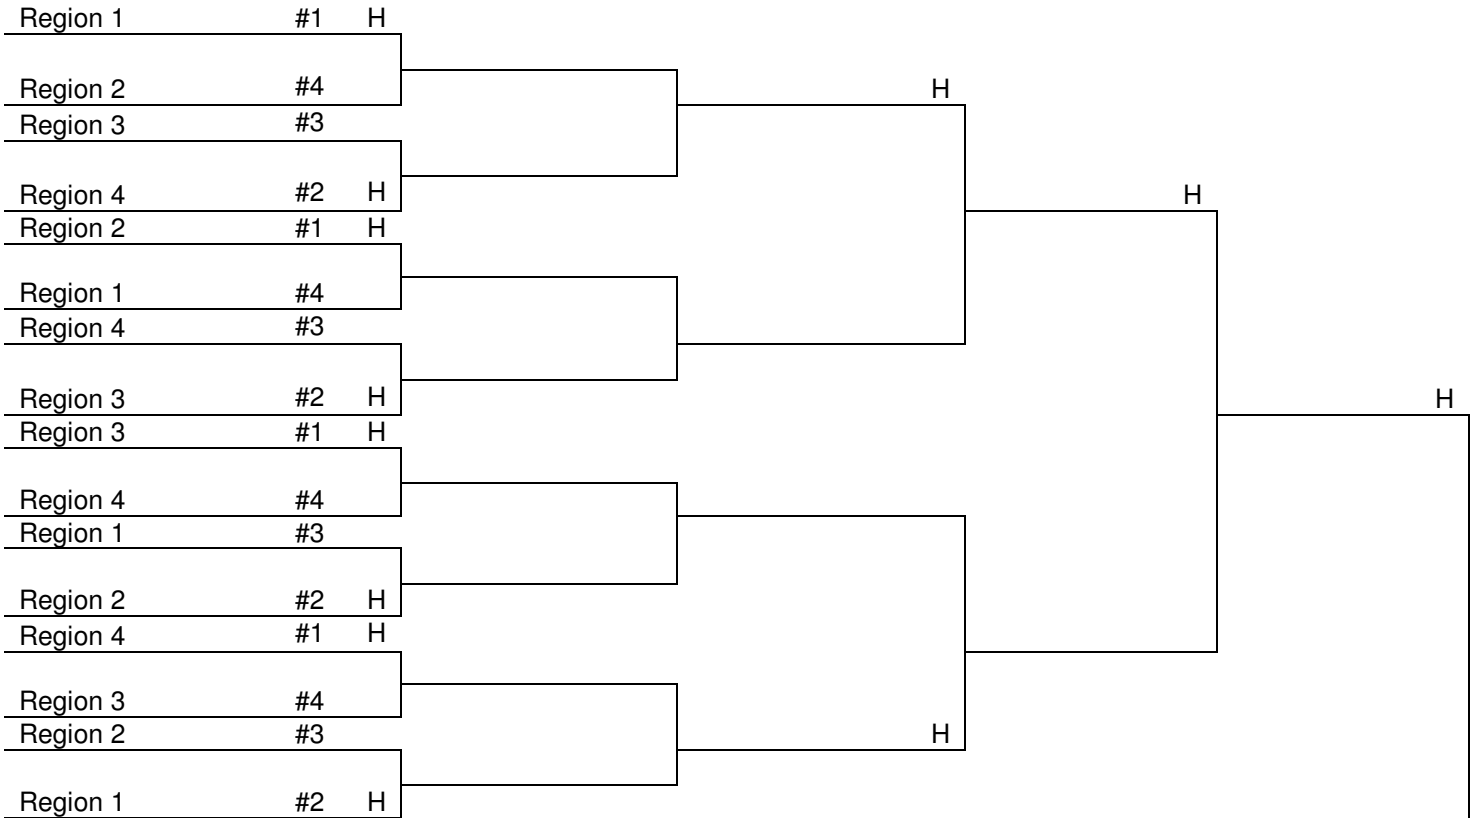 Region 1 #1 H
Region 2 #4
H
Region 3 #3
Region 4 #2 H
H
Region 2 #1 H
Region 1 #4
Region 4 #3
Region 3 #2 H
H
Region 3 #1 H
Region 4 #4
Region 1 #3
Region 2 #2 H
Region 4 #1 H
Region 3 #4
Region 2 #3
H
Region 1 #2 H